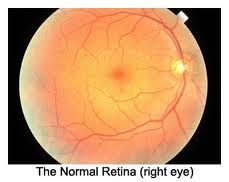 The Normal Retina (right eye)